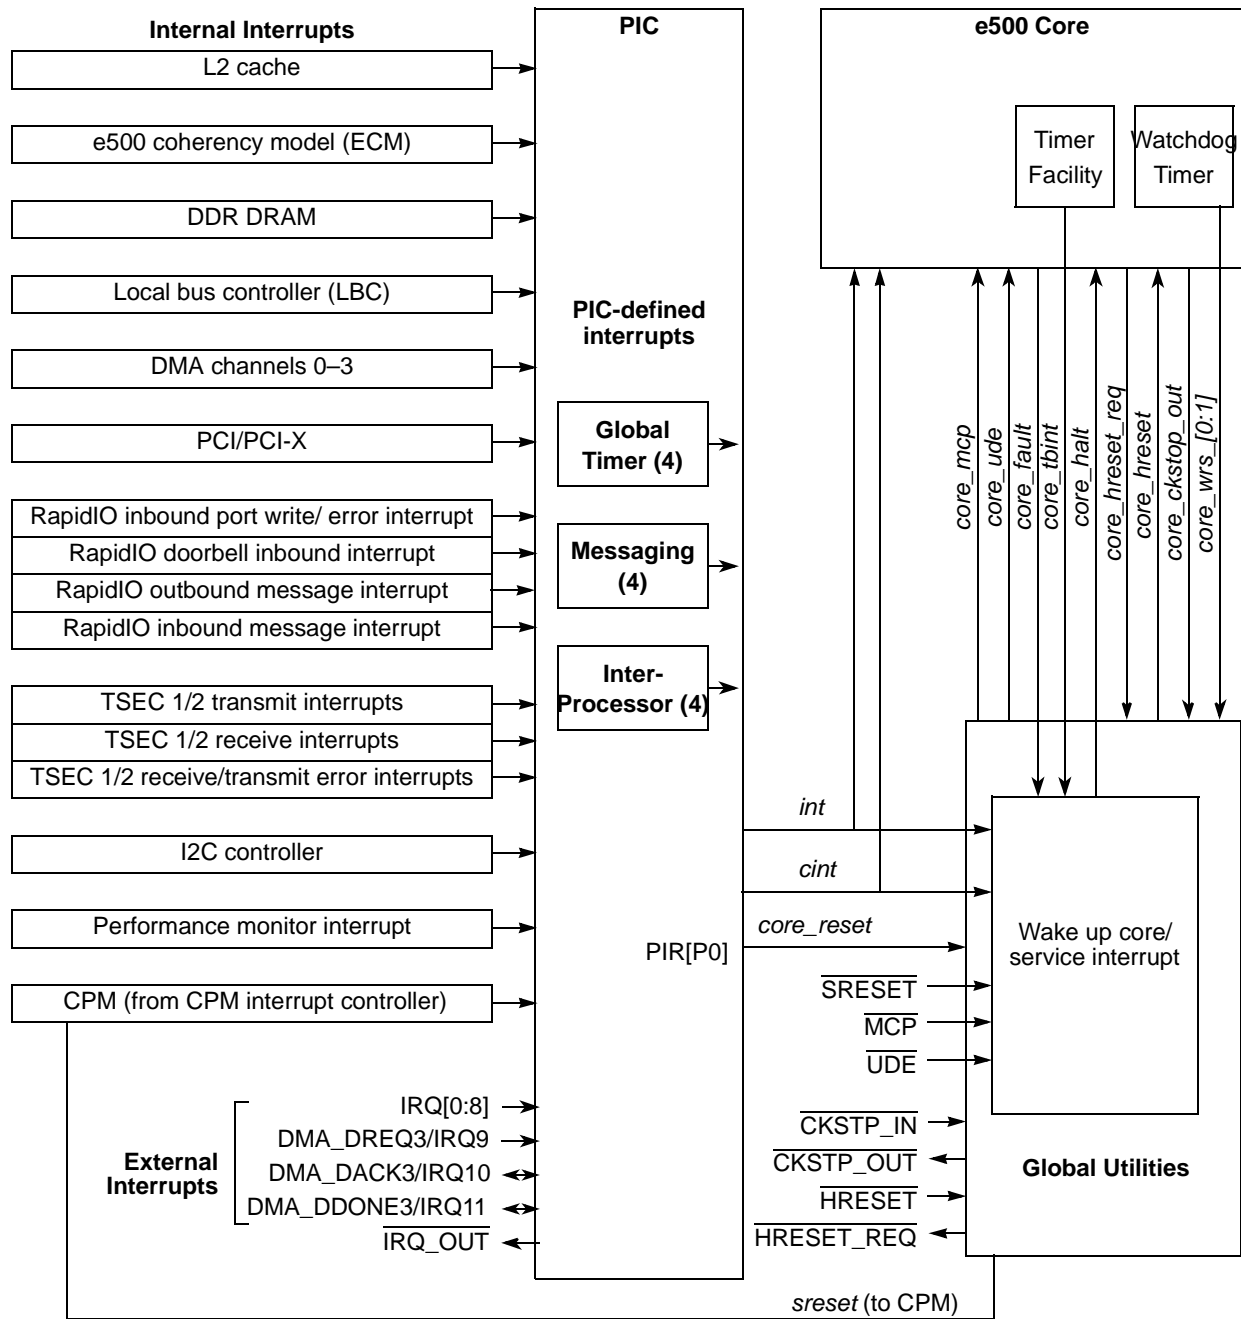 Internal Interrupts
L2 cache
e500 coherency model (ECM)
DDR DRAM
Local bus controller (LBC)
DMA channels 0–3
PCI/PCI-X
RapidIO inbound port write/ error interrupt
RapidIO doorbell inbound interrupt
RapidIO outbound message interrupt
RapidIO inbound message interrupt
TSEC 1/2 transmit interrupts
TSEC 1/2 receive interrupts
TSEC 1/2 receive/transmit error interrupts
I2C controller
Performance monitor interrupt
CPM (from CPM interrupt controller)
External
Interrupts
IRQ[0:8]
DMA_DREQ3/IRQ9
DMA_DACK3/IRQ10
DMA_DDONE3/IRQ11
IRQ_OUT
PIC
PIC-defined
interrupts
Global
Timer (4)
Messaging
(4)
Inter-
Processor (4)
PIR[P0]
e500 Core
Timer
Facility
Watchdog
Timer
core_mcp
core_ude
core_fault
core_tbint
core_halt
core_hreset_req
core_hreset
core_ckstop_out
core_wrs_[0:1]
int
cint
core_reset
SRESET
MCP
UDE
CKSTP_IN
CKSTP_OUT
HRESET
HRESET_REQ
Wake up core/
service interrupt
Global Utilities
sreset (to CPM)